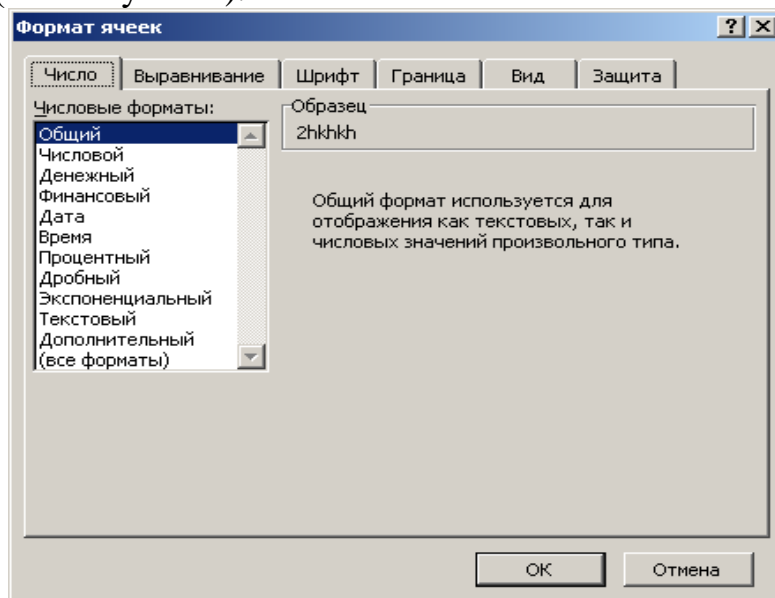 Формат ячеек
Число Выравнивание Шрифт Граница Вид Защита
Числовые форматы:
Общий
Числовой
Денежный
Финансовый
Дата
Время
Процентный
Дробный
Экспоненциальный
Текстовый
Дополнительный
(все форматы)
Образец
2hkhkh
Общий формат используется для
отображения как текстовых, так и
числовых значений произвольного типа.
ОК Отмена